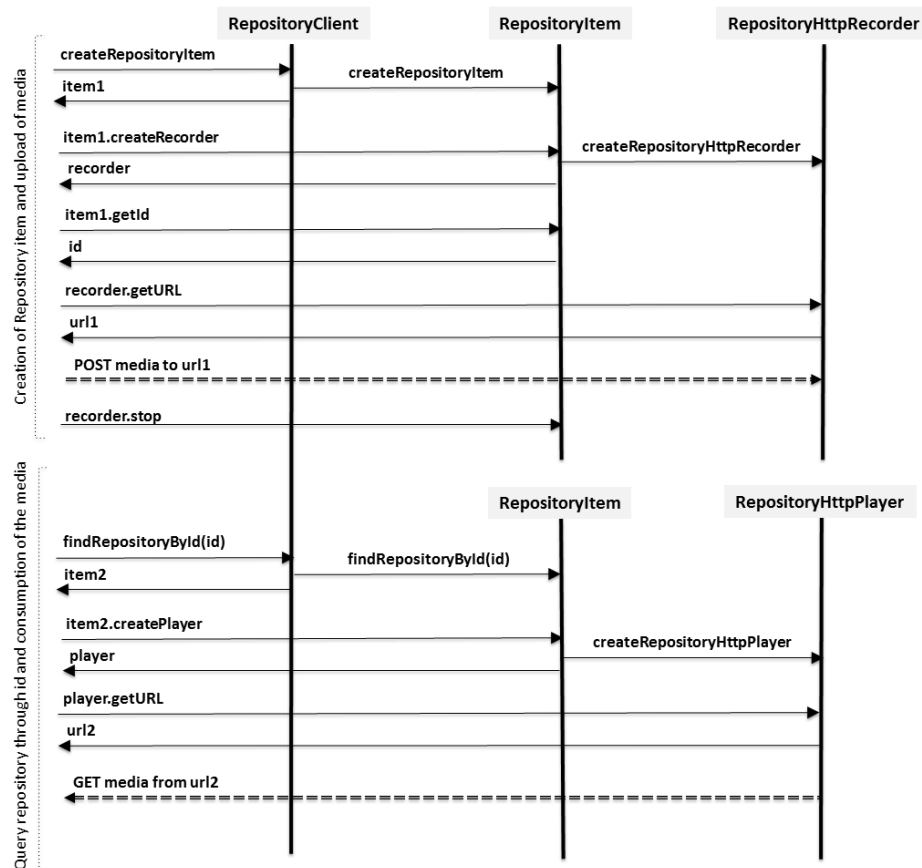 RepositoryClient
RepositoryItem
RepositoryHttpRecorder
Creation of Repository item and upload of media
createRepositoryItem
createRepositoryItem
item1
item1.createRecorder
createRepositoryHttpRecorder
recorder
item1.getId
id
recorder.getURL
url1
POST media to url1
recorder.stop
Query repository through id and consumption of the media
RepositoryItem
RepositoryHttpPlayer
findRepositoryById(id)
findRepositoryById(id)
item2
item2.createPlayer
createRepositoryHttpPlayer
player
player.getURL
url2
GET media from url2